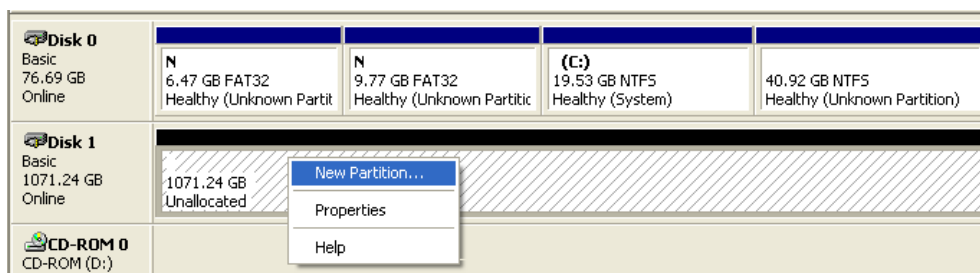 Disk 0
Basic
76.69 GB
Online
N
6.47 GB FAT32
Healthy (Unknown Partit
N
9.77 GB FAT32
Healthy (Unknown Partitic
(C:)
19.53 GB NTFS
Healthy (System)
40.92 GB NTFS
Healthy (Unknown Partition)
Disk 1
Basic
1071.24 GB
Online
1071.24 GB
Unallocated
New Partition...
Properties
Help
CD-ROM 0
CD-ROM (D:)